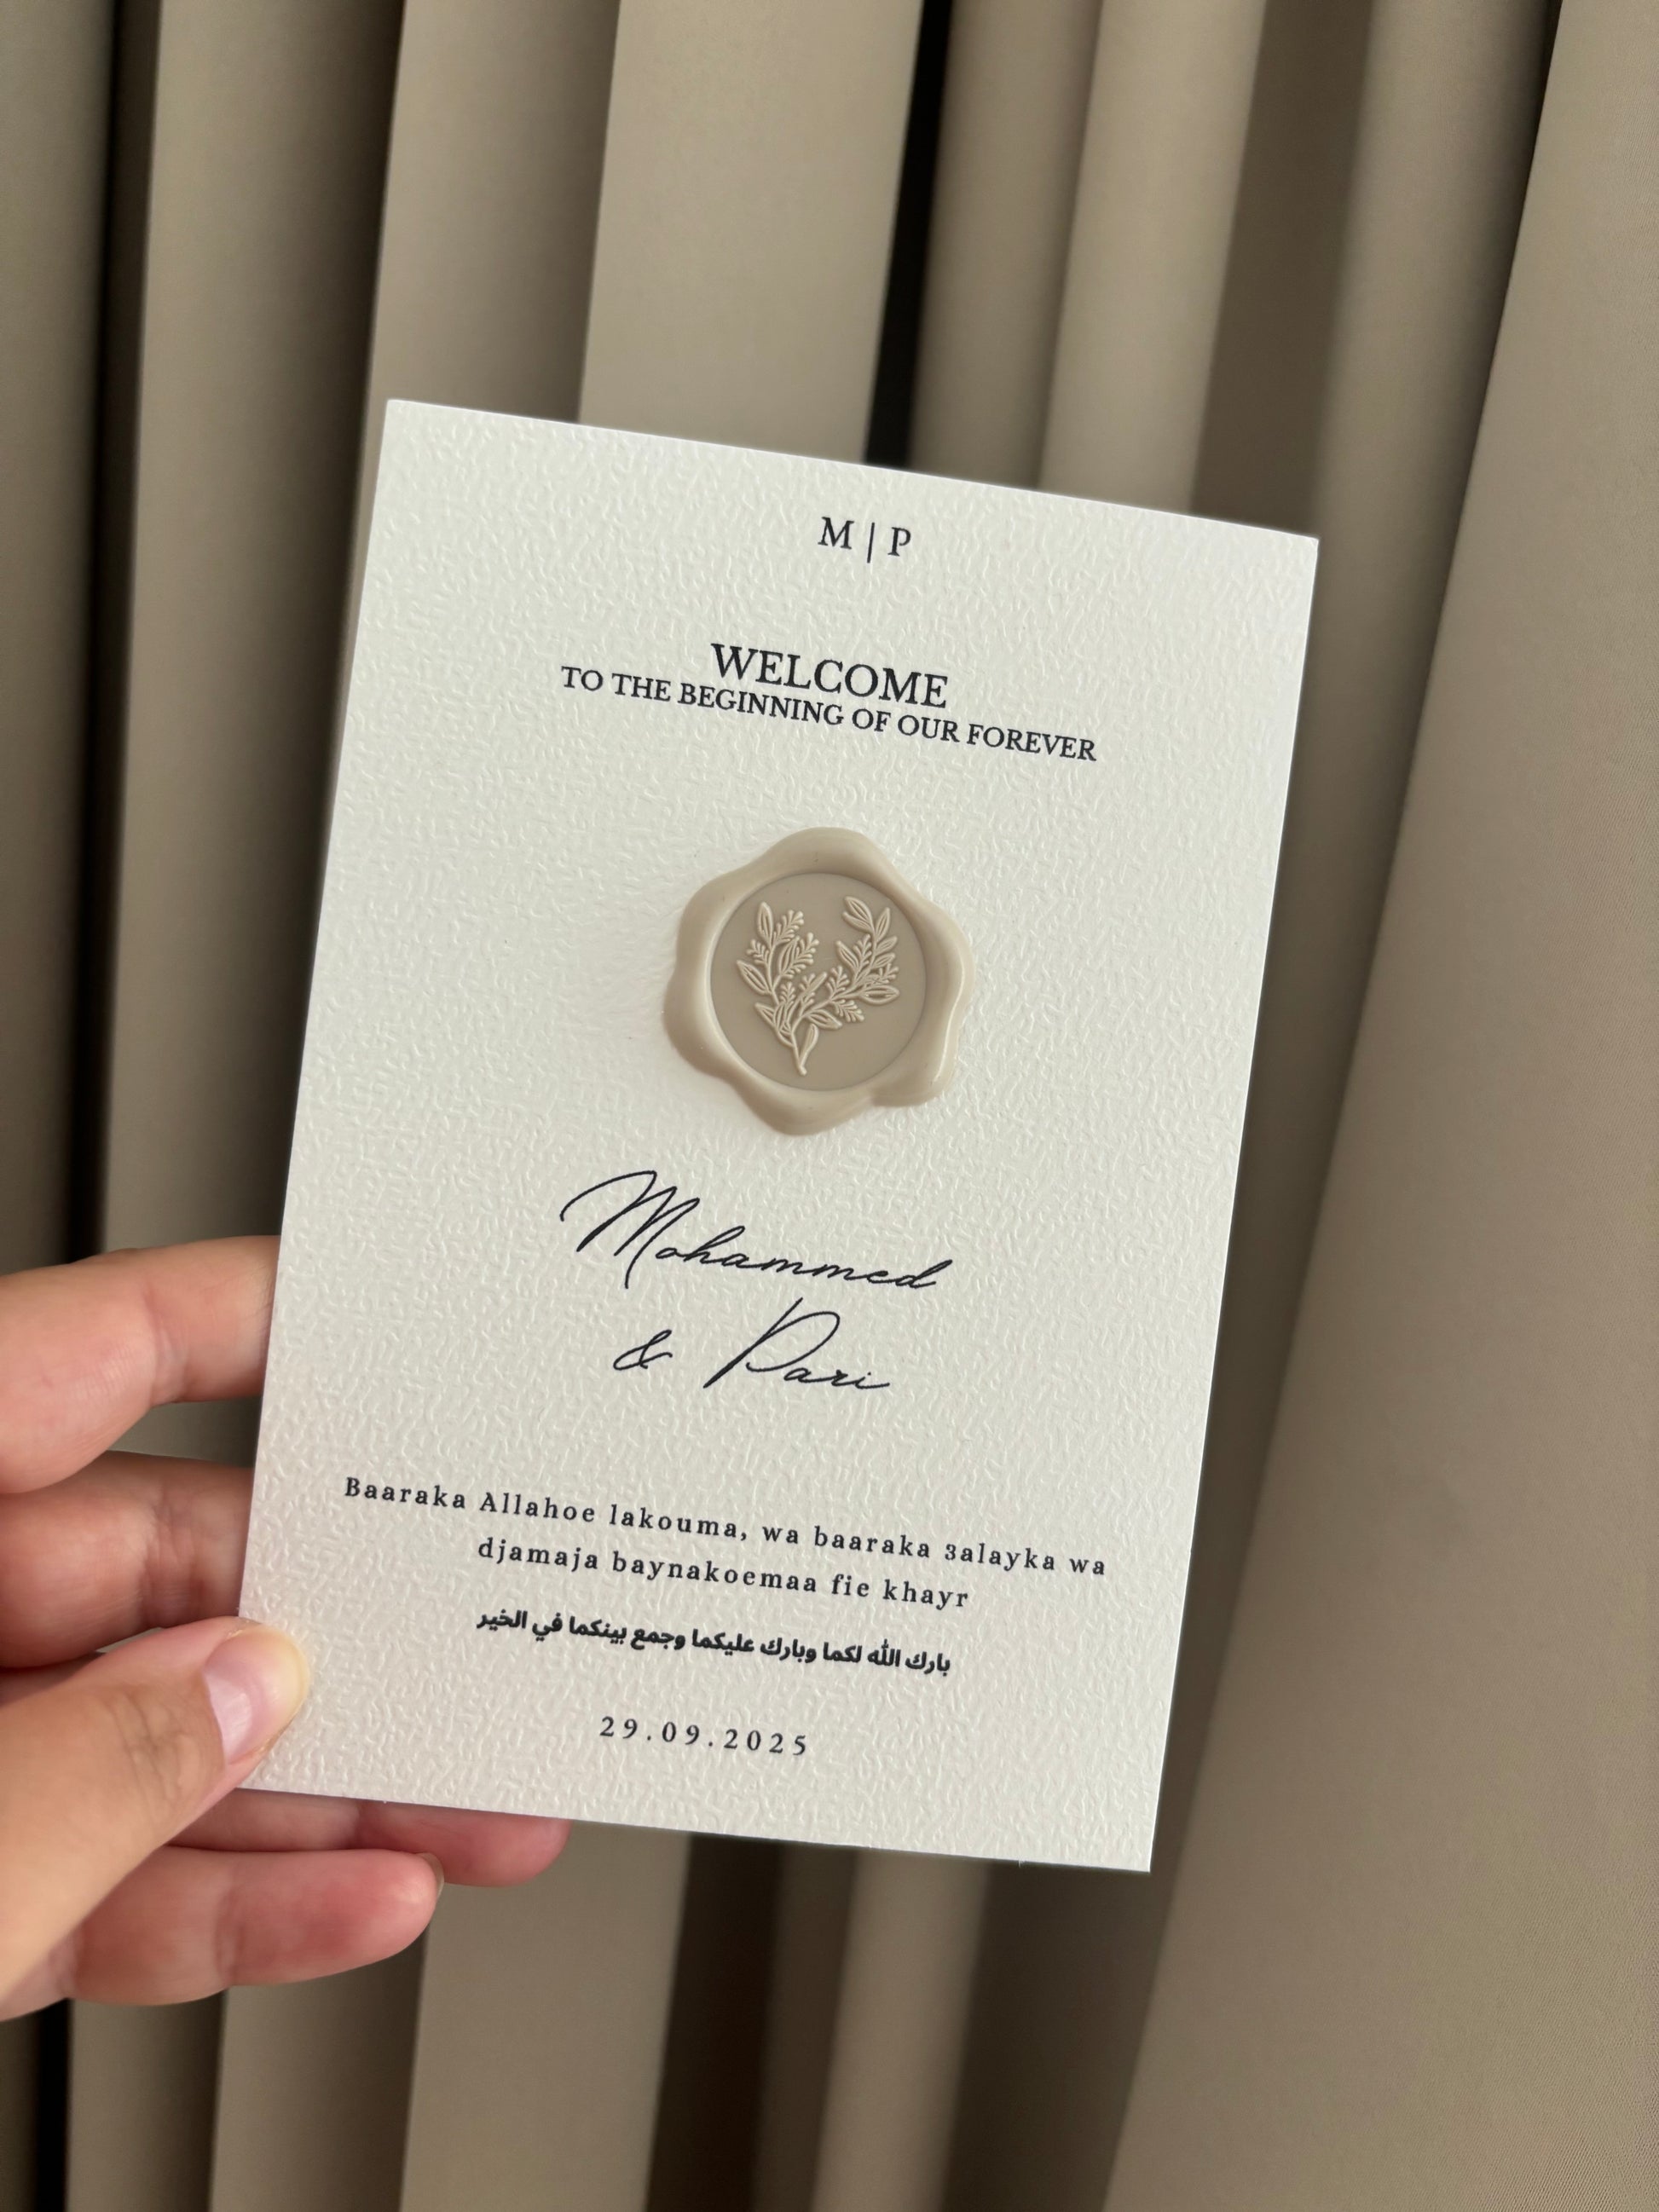 M | P
WELCOME
TO THE BEGINNING OF OUR FOREVER
Mohammed
& Pari
Baaraka Allahoe lakouma, wa baaraka 3alayka wa
djamaja baynakoemaa fie khayr
بارك الله لكما وبارك عليكما وجمع بينكما في الخير
29.09.2025